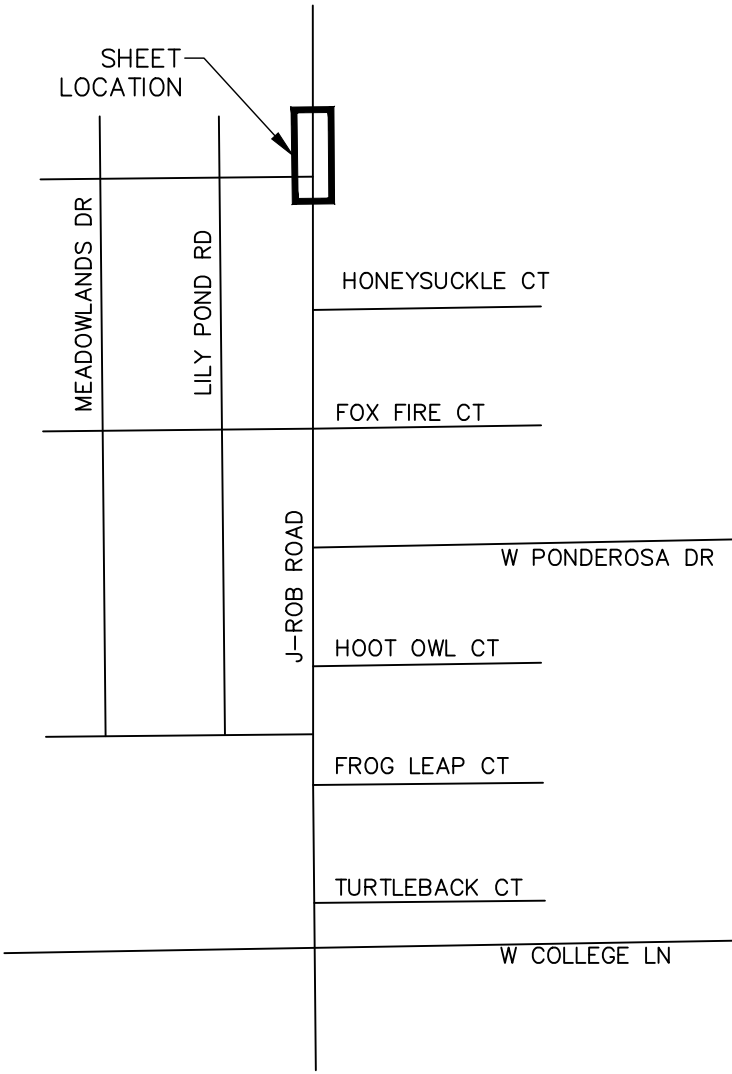 SHEET
LOCATION
MEADOWLANDS DR
LILY POND RD
HONEYSUCKLE CT
FOX FIRE CT
J-ROB ROAD
W PONDEROSA DR
HOOT OWL CT
FROG LEAP CT
TURTLEBACK CT
W COLLEGE LN